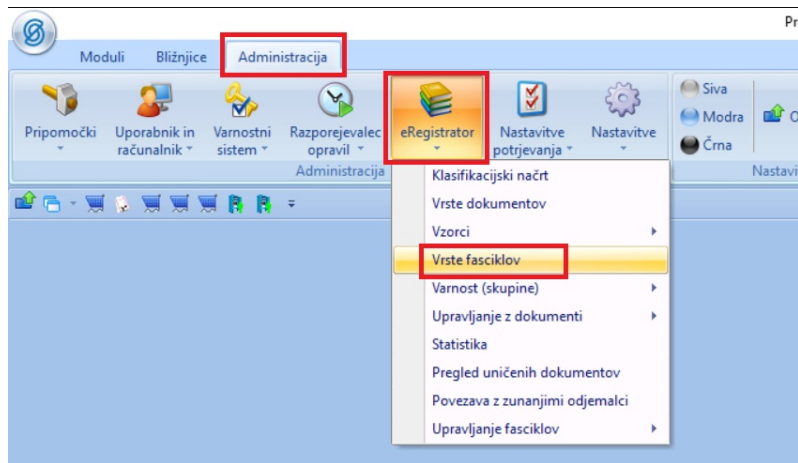 Pr
Moduli Bližnjice Administracija
Pripomočki Uporabnik in računalnik Varnostni sistem Razporejevalec opravil eRegistrator Nastavitve potrjevanja Nastavitve
Siva
Modra
Črna
O
Administracija
Nastavi
Klasifikacijski načrt
Vrste dokumentov
Vzorci
Vrste fasciklov
Varnost (skupine)
Upravljanje z dokumenti
Statistika
Pregled uničenih dokumentov
Povezava z zunanjimi odjemalci
Upravljanje fasciklov